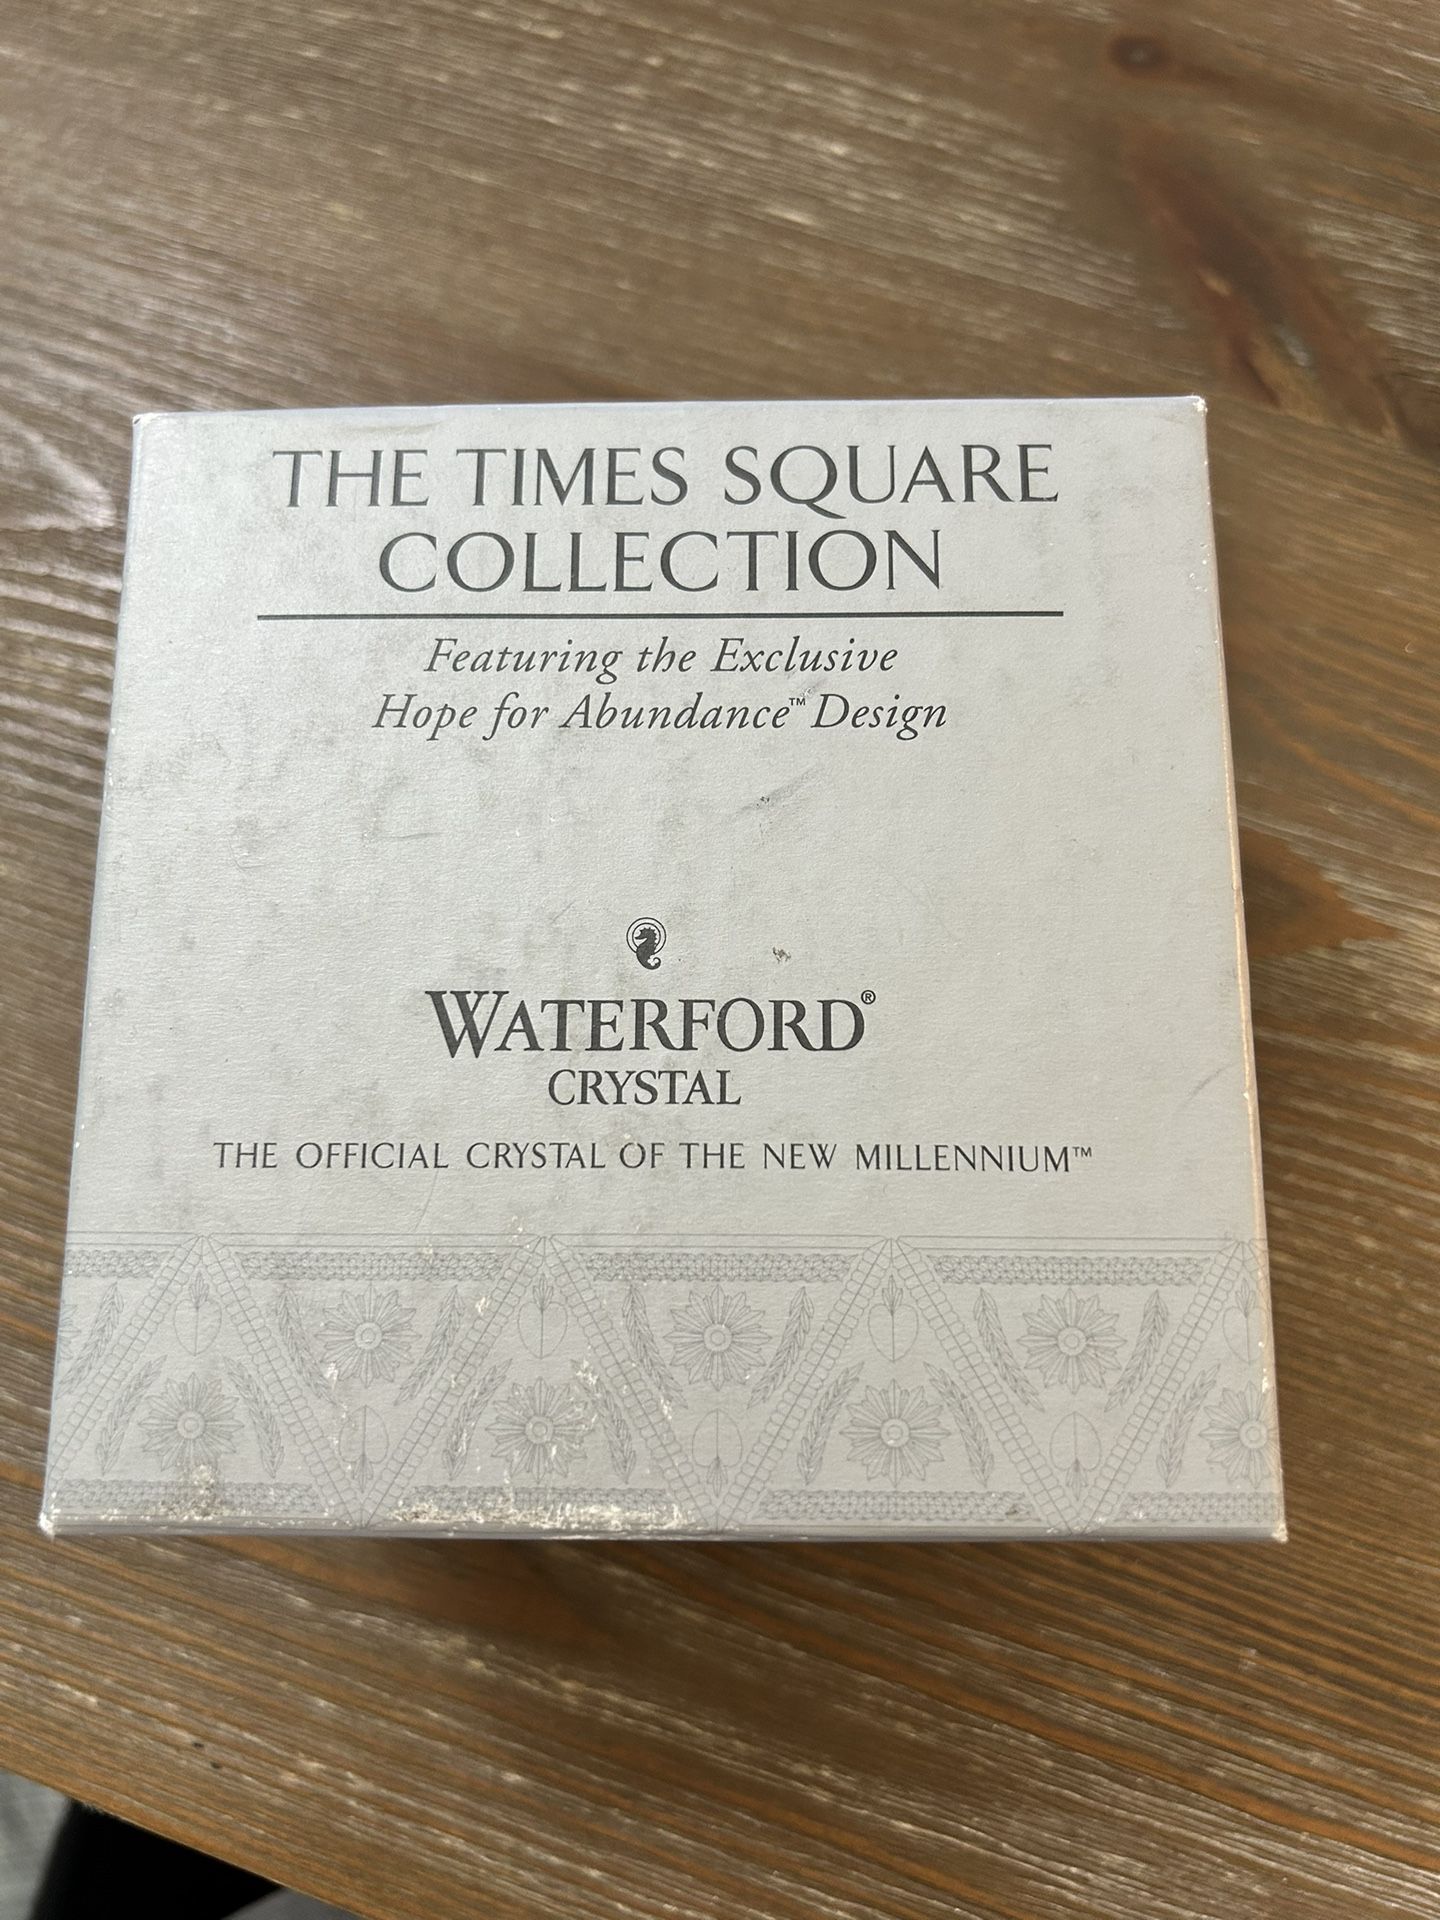 THE TIMES SQUARE
COLLECTION
Featuring the Exclusive
Hope for Abundance™ Design
WATERFORD®
CRYSTAL
THE OFFICIAL CRYSTAL OF THE NEW MILLENNIUM™